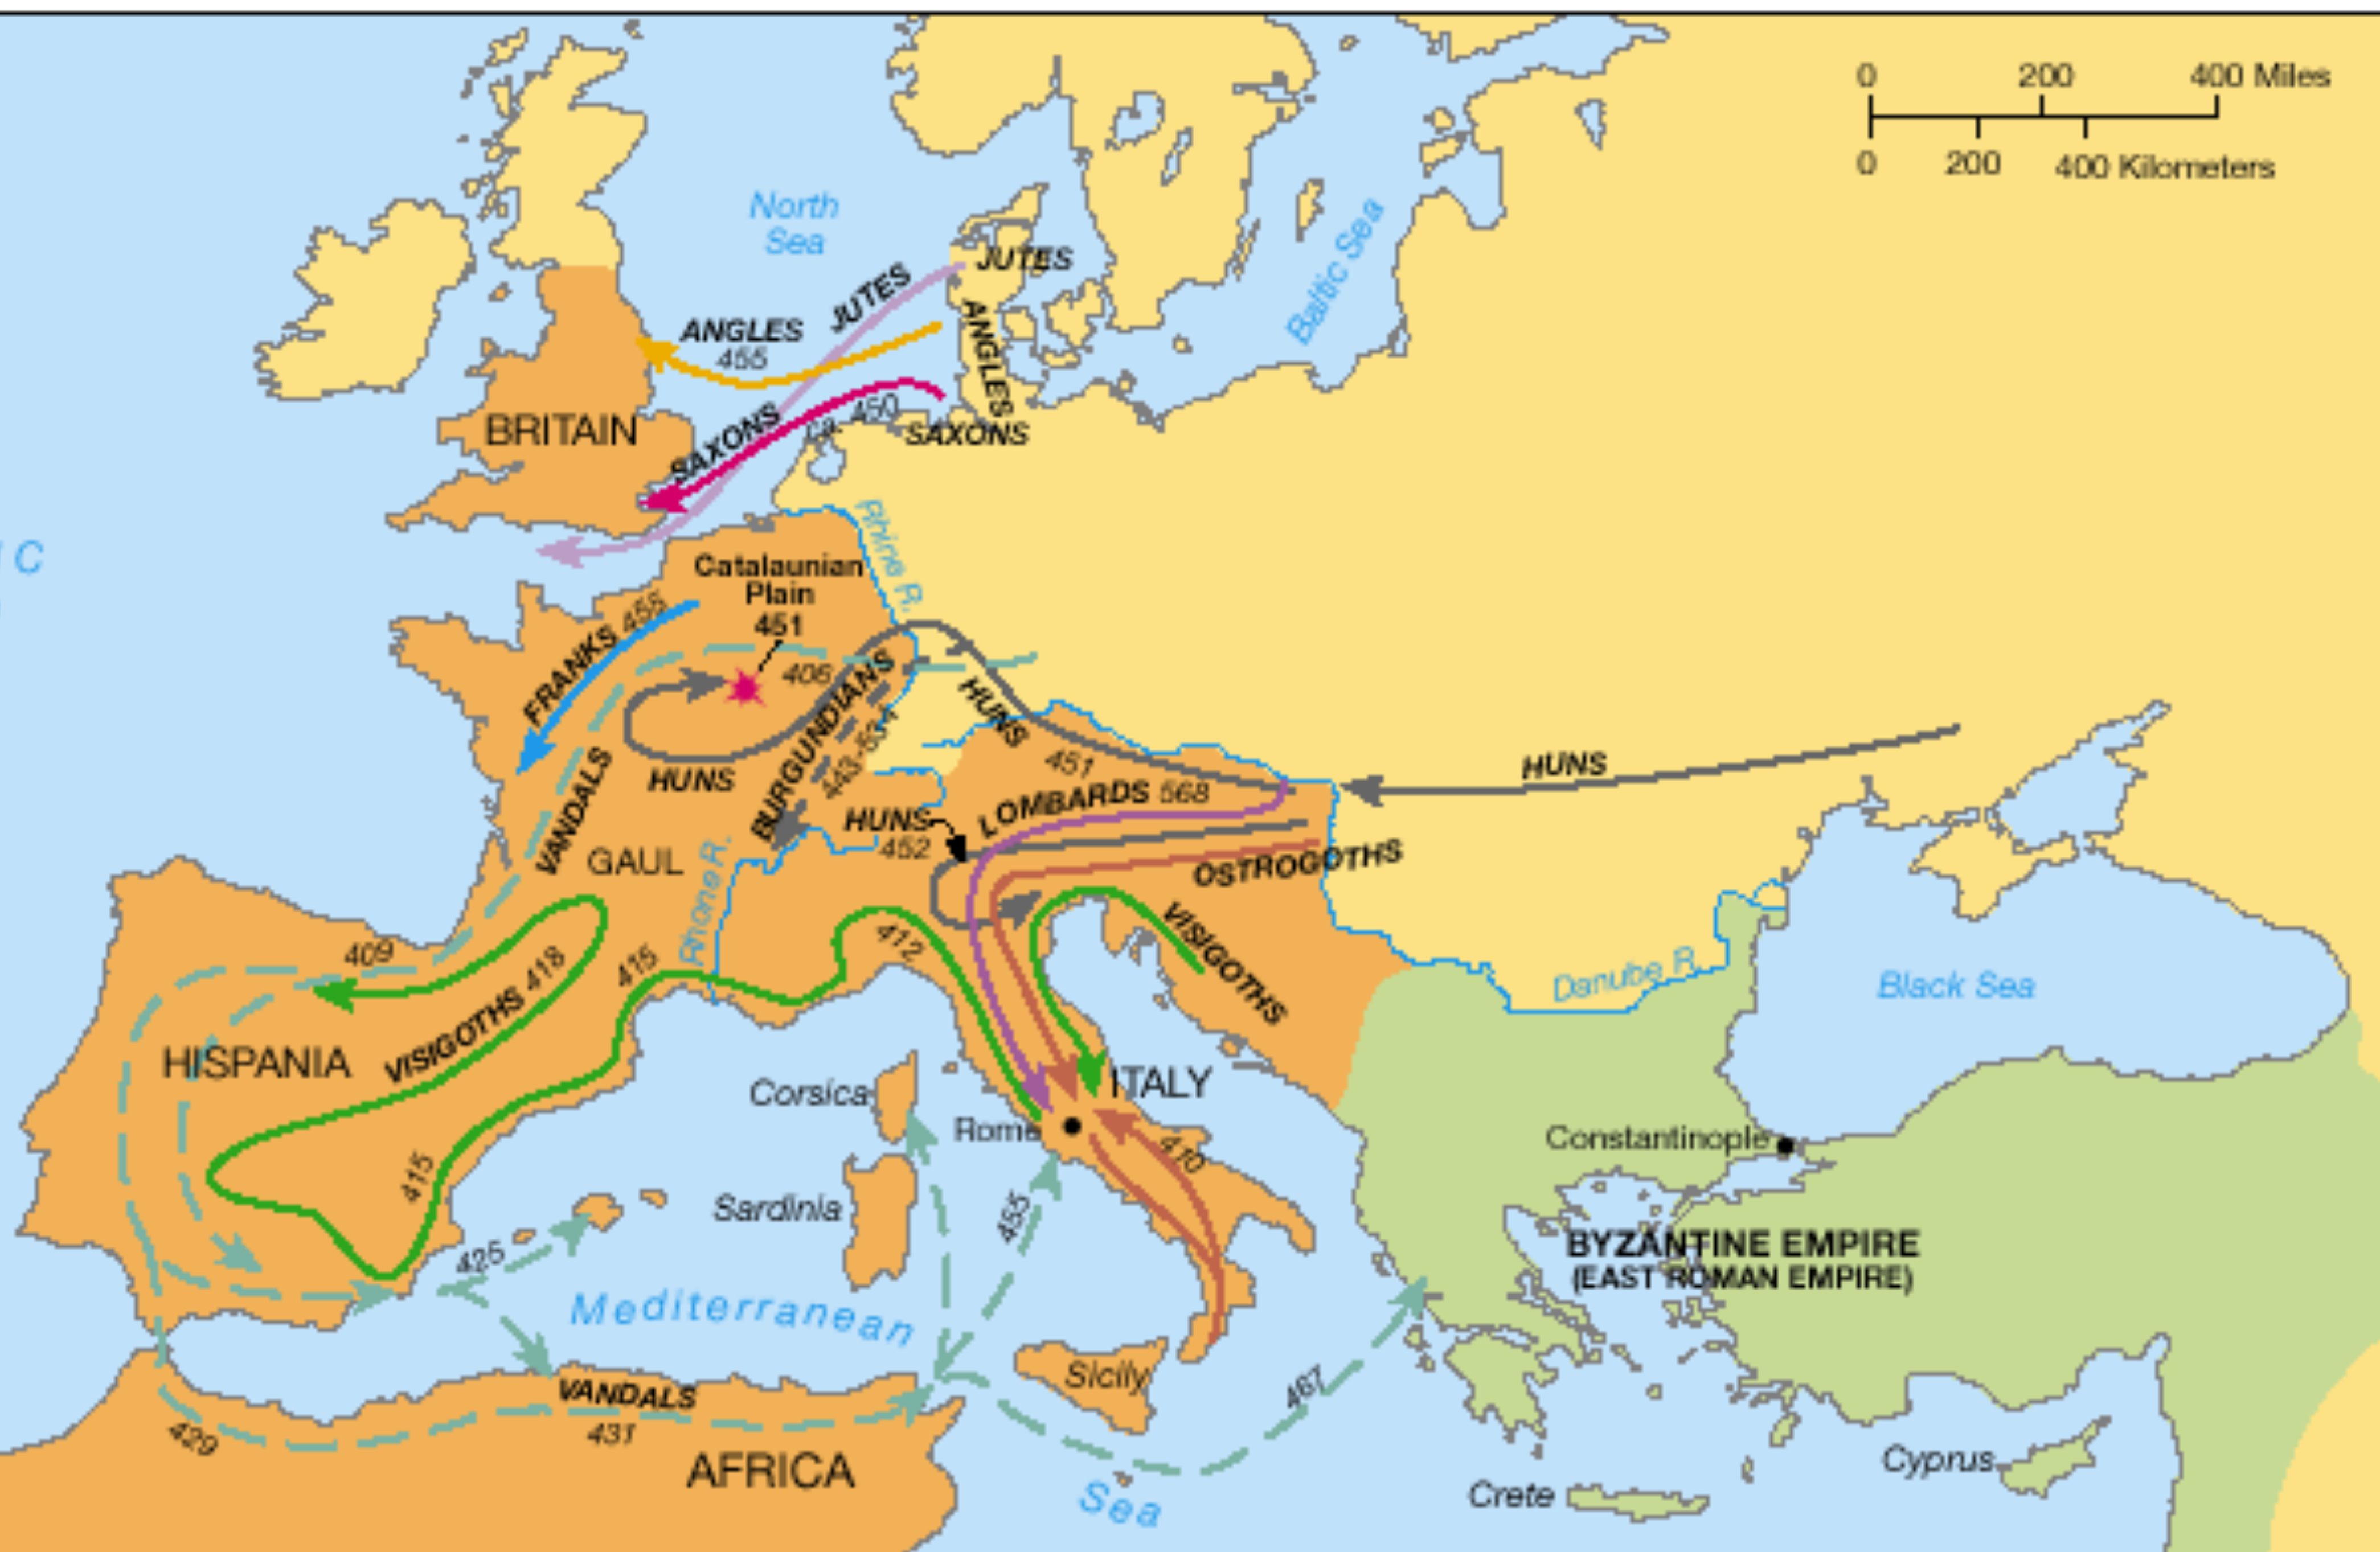 0 200 400 Miles
0 200 400 Kilometers
North
Sea
Baltic Sea
JUTES
JUTES
ANGLES
455
ANGLES
BRITAIN
SAXONS
ca. 450
SAXONS
C
Rhine R.
Catalaunian
Plain
451
FRANKS 455
406
BURGUNDIANS
443-534
HUNS
HUNS
451
HUNS
VANDALS
HUNS
452
LOMBARDS 568
GAUL
OSTROGOTHS
Rhone R.
VISIGOTHS
409
412
415
VISIGOTHS 418
Danube R.
Black Sea
HISPANIA
ITALY
Corsica
Rome
410
Constantinople
415
Sardinia
455
425
BYZANTINE EMPIRE
(EAST ROMAN EMPIRE)
Mediterranean
Sicily
467
VANDALS
431
429
AFRICA
Sea
Crete
Cyprus